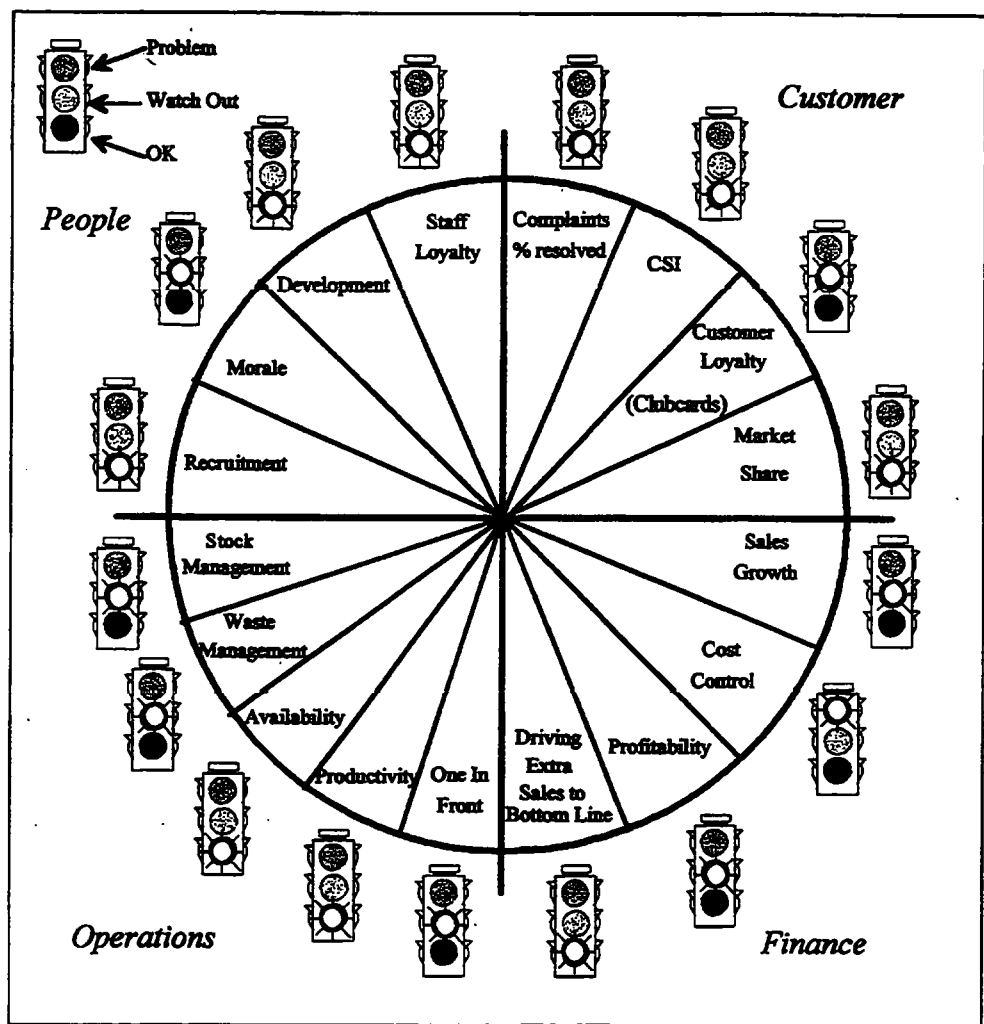 Problem
Watch Out
OK
Customer
People
Staff
Loyalty
Complaints
% resolved
CSI
Development
Customer
Loyalty
(Clubcards)
Morale
Market
Share
Recruitment
Stock
Management
Sales
Growth
Waste
Management
Cost
Control
Availability
Productivity
One In
Front
Driving
Extra
Sales to
Bottom Line
Profitability
Operations
Finance